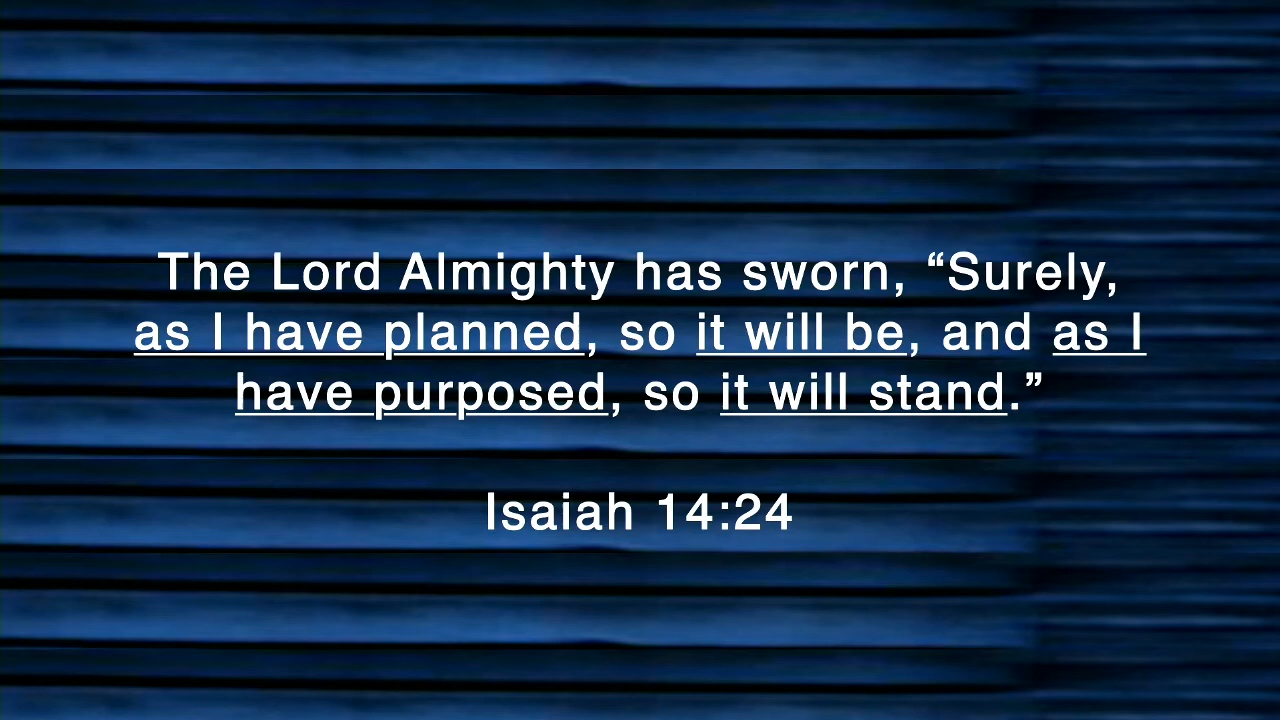 The Lord Almighty has sworn, “Surely,
as I have planned, so it will be, and as I
have purposed, so it will stand.”
Isaiah 14:24